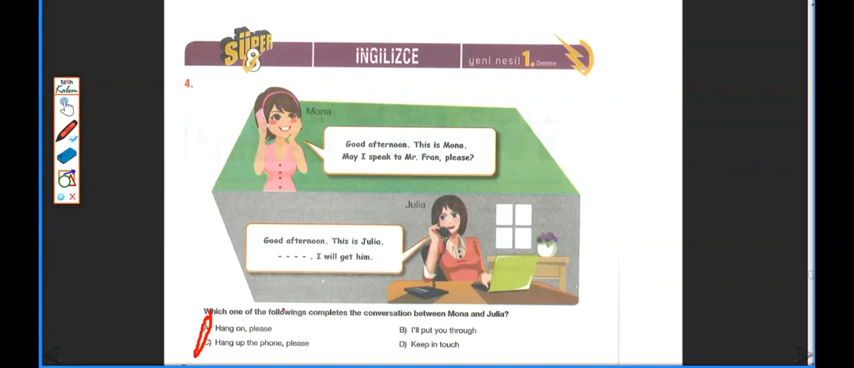 SÜPER
8
İNGİLİZCE
yeni nesil 1. Deneme
Kalem
4.
Mona
Good afternoon. This is Mona.
May I speak to Mr. Fran, please?
Julia
Good afternoon. This is Julia.
- - - - . I will get him.
Which one of the followings completes the conversation between Mona and Julia?
A) Hang on, please
B) I'll put you through
C) Hang up the phone, please
D) Keep in touch